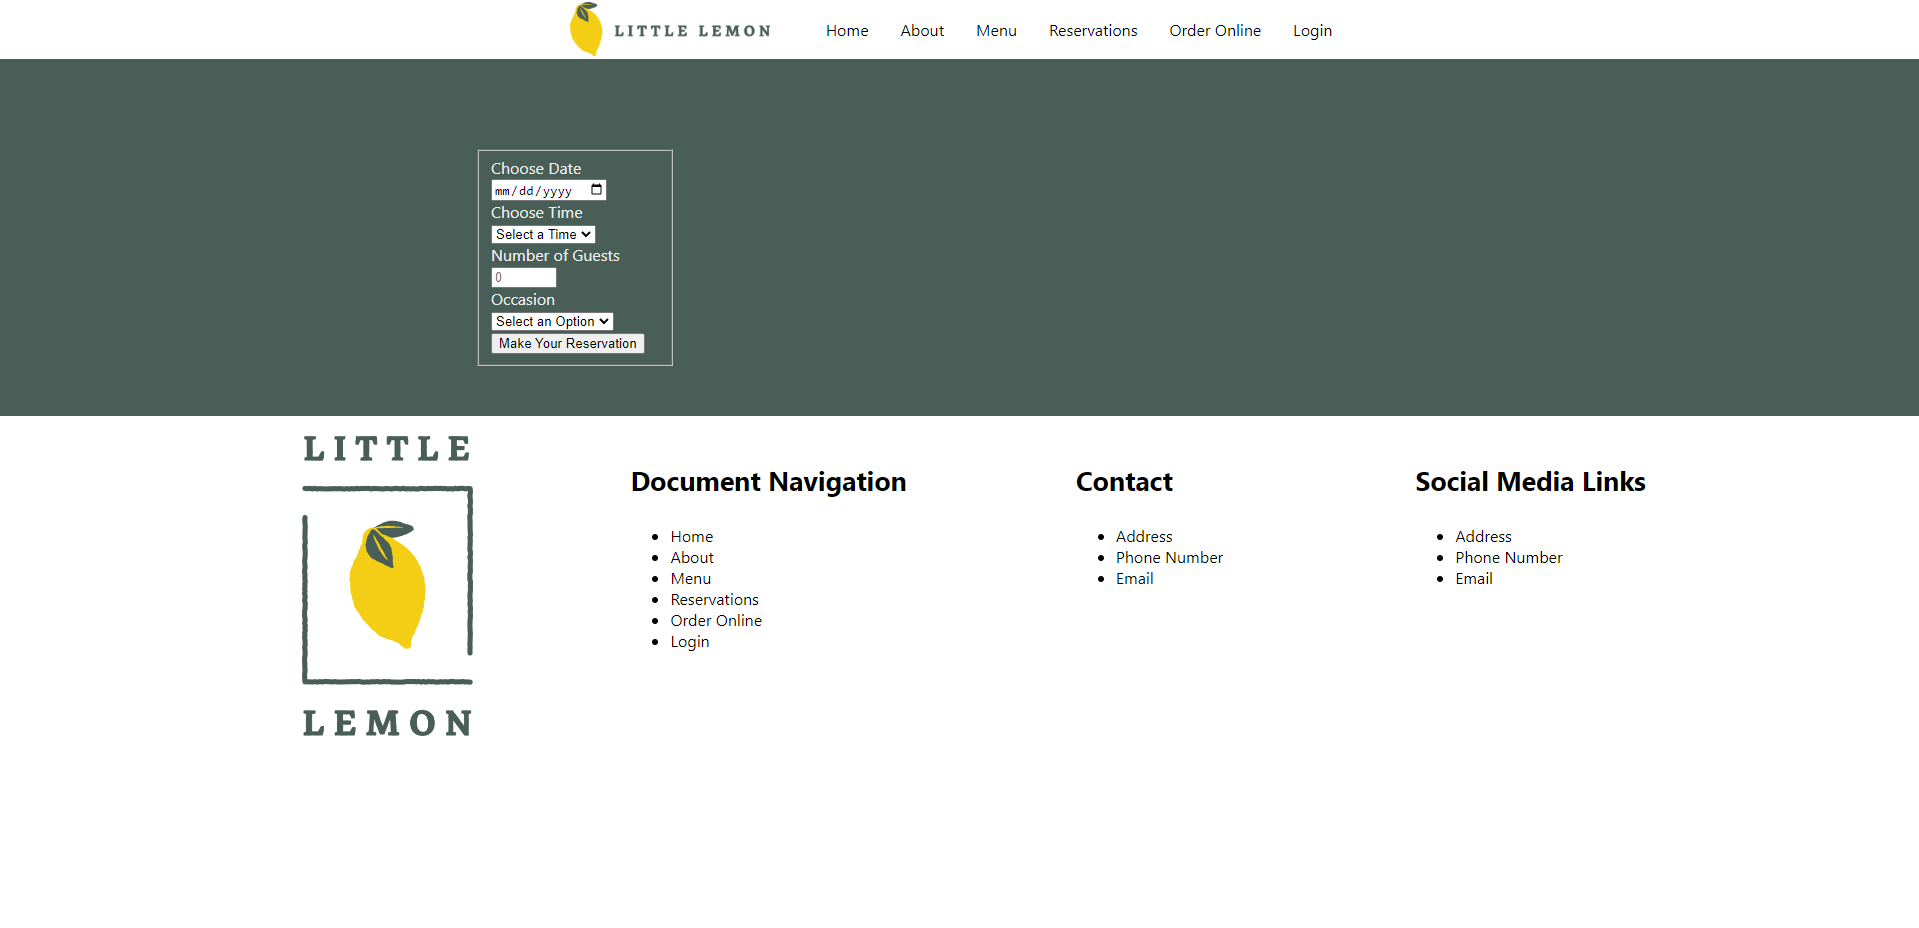 LITTLE LEMON
Home About Menu Reservations Order Online Login
Choose Date
mm/dd/yyyy
Choose Time
Select a Time
Number of Guests
0
Occasion
Select an Option
Make Your Reservation
LITTLE
LEMON
Document Navigation
Home
About
Menu
Reservations
Order Online
Login
Contact
Address
Phone Number
Email
Social Media Links
Address
Phone Number
Email